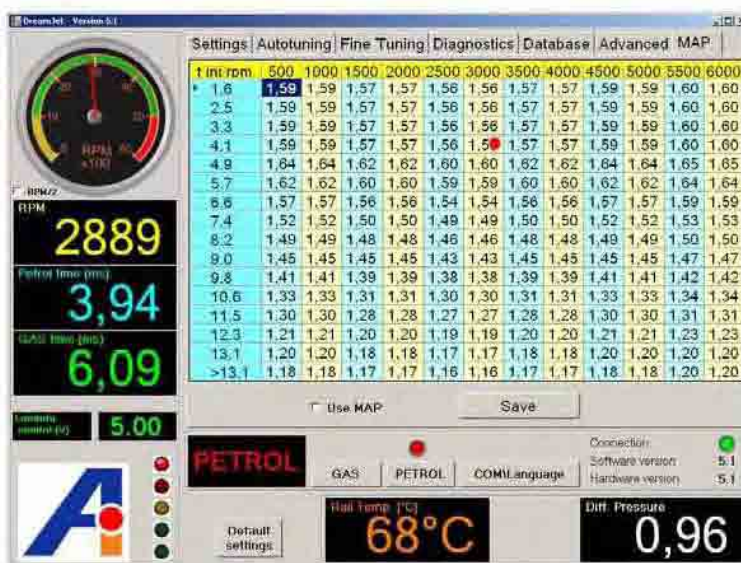 DreamJet - Version 5.1
Settings Autotuning Fine Tuning Diagnostics Database Advanced MAP
t inj rpm 500 1000 1500 2000 2500 3000 3500 4000 4500 5000 5500 6000
1.6 1,59 1,59 1,57 1,57 1,56 1,56 1,57 1,57 1,59 1,59 1,60 1,60
2.5 1,59 1,59 1,57 1,57 1,56 1,56 1,57 1,57 1,59 1,59 1,60 1,60
3.3 1,59 1,59 1,57 1,57 1,56 1,56 1,57 1,57 1,59 1,59 1,60 1,60
4.1 1,59 1,59 1,57 1,57 1,56 1,57 1,57 1,59 1,59 1,60 1,60
4.9 1,64 1,64 1,62 1,62 1,60 1,60 1,62 1,62 1,64 1,64 1,65 1,65
5.7 1,62 1,62 1,60 1,60 1,59 1,59 1,60 1,60 1,62 1,62 1,64 1,64
6.6 1,57 1,57 1,56 1,56 1,54 1,54 1,56 1,56 1,57 1,57 1,59 1,59
7.4 1,52 1,52 1,50 1,50 1,49 1,49 1,50 1,50 1,52 1,52 1,53 1,53
8.2 1,49 1,49 1,48 1,48 1,46 1,46 1,48 1,48 1,49 1,49 1,50 1,50
9.0 1,45 1,45 1,45 1,45 1,43 1,43 1,45 1,45 1,45 1,45 1,47 1,47
9.8 1,41 1,41 1,39 1,39 1,38 1,38 1,39 1,39 1,41 1,41 1,42 1,42
10.6 1,33 1,33 1,31 1,31 1,30 1,30 1,31 1,31 1,33 1,33 1,34 1,34
11.5 1,30 1,30 1,28 1,28 1,27 1,27 1,28 1,28 1,30 1,30 1,31 1,31
12.3 1,21 1,21 1,20 1,20 1,19 1,19 1,20 1,20 1,21 1,21 1,23 1,23
13.1 1,20 1,20 1,18 1,18 1,17 1,17 1,18 1,18 1,20 1,20 1,20 1,20
>13.1 1,18 1,18 1,17 1,17 1,16 1,16 1,17 1,17 1,18 1,18 1,20 1,20
RPM
x100
RPM/2
RPM
2889
Petrol time (ms)
3,94
GAS time (ms)
6,09
Lambda
control (V)
5.00
Use MAP
Save
PETROL
GAS
PETROL
COM\Language
Connection
Software version 5.1
Hardware version 5.1
Default
settings
Rail Temp. [°C]
68°C
Diff. Pressure
0,96